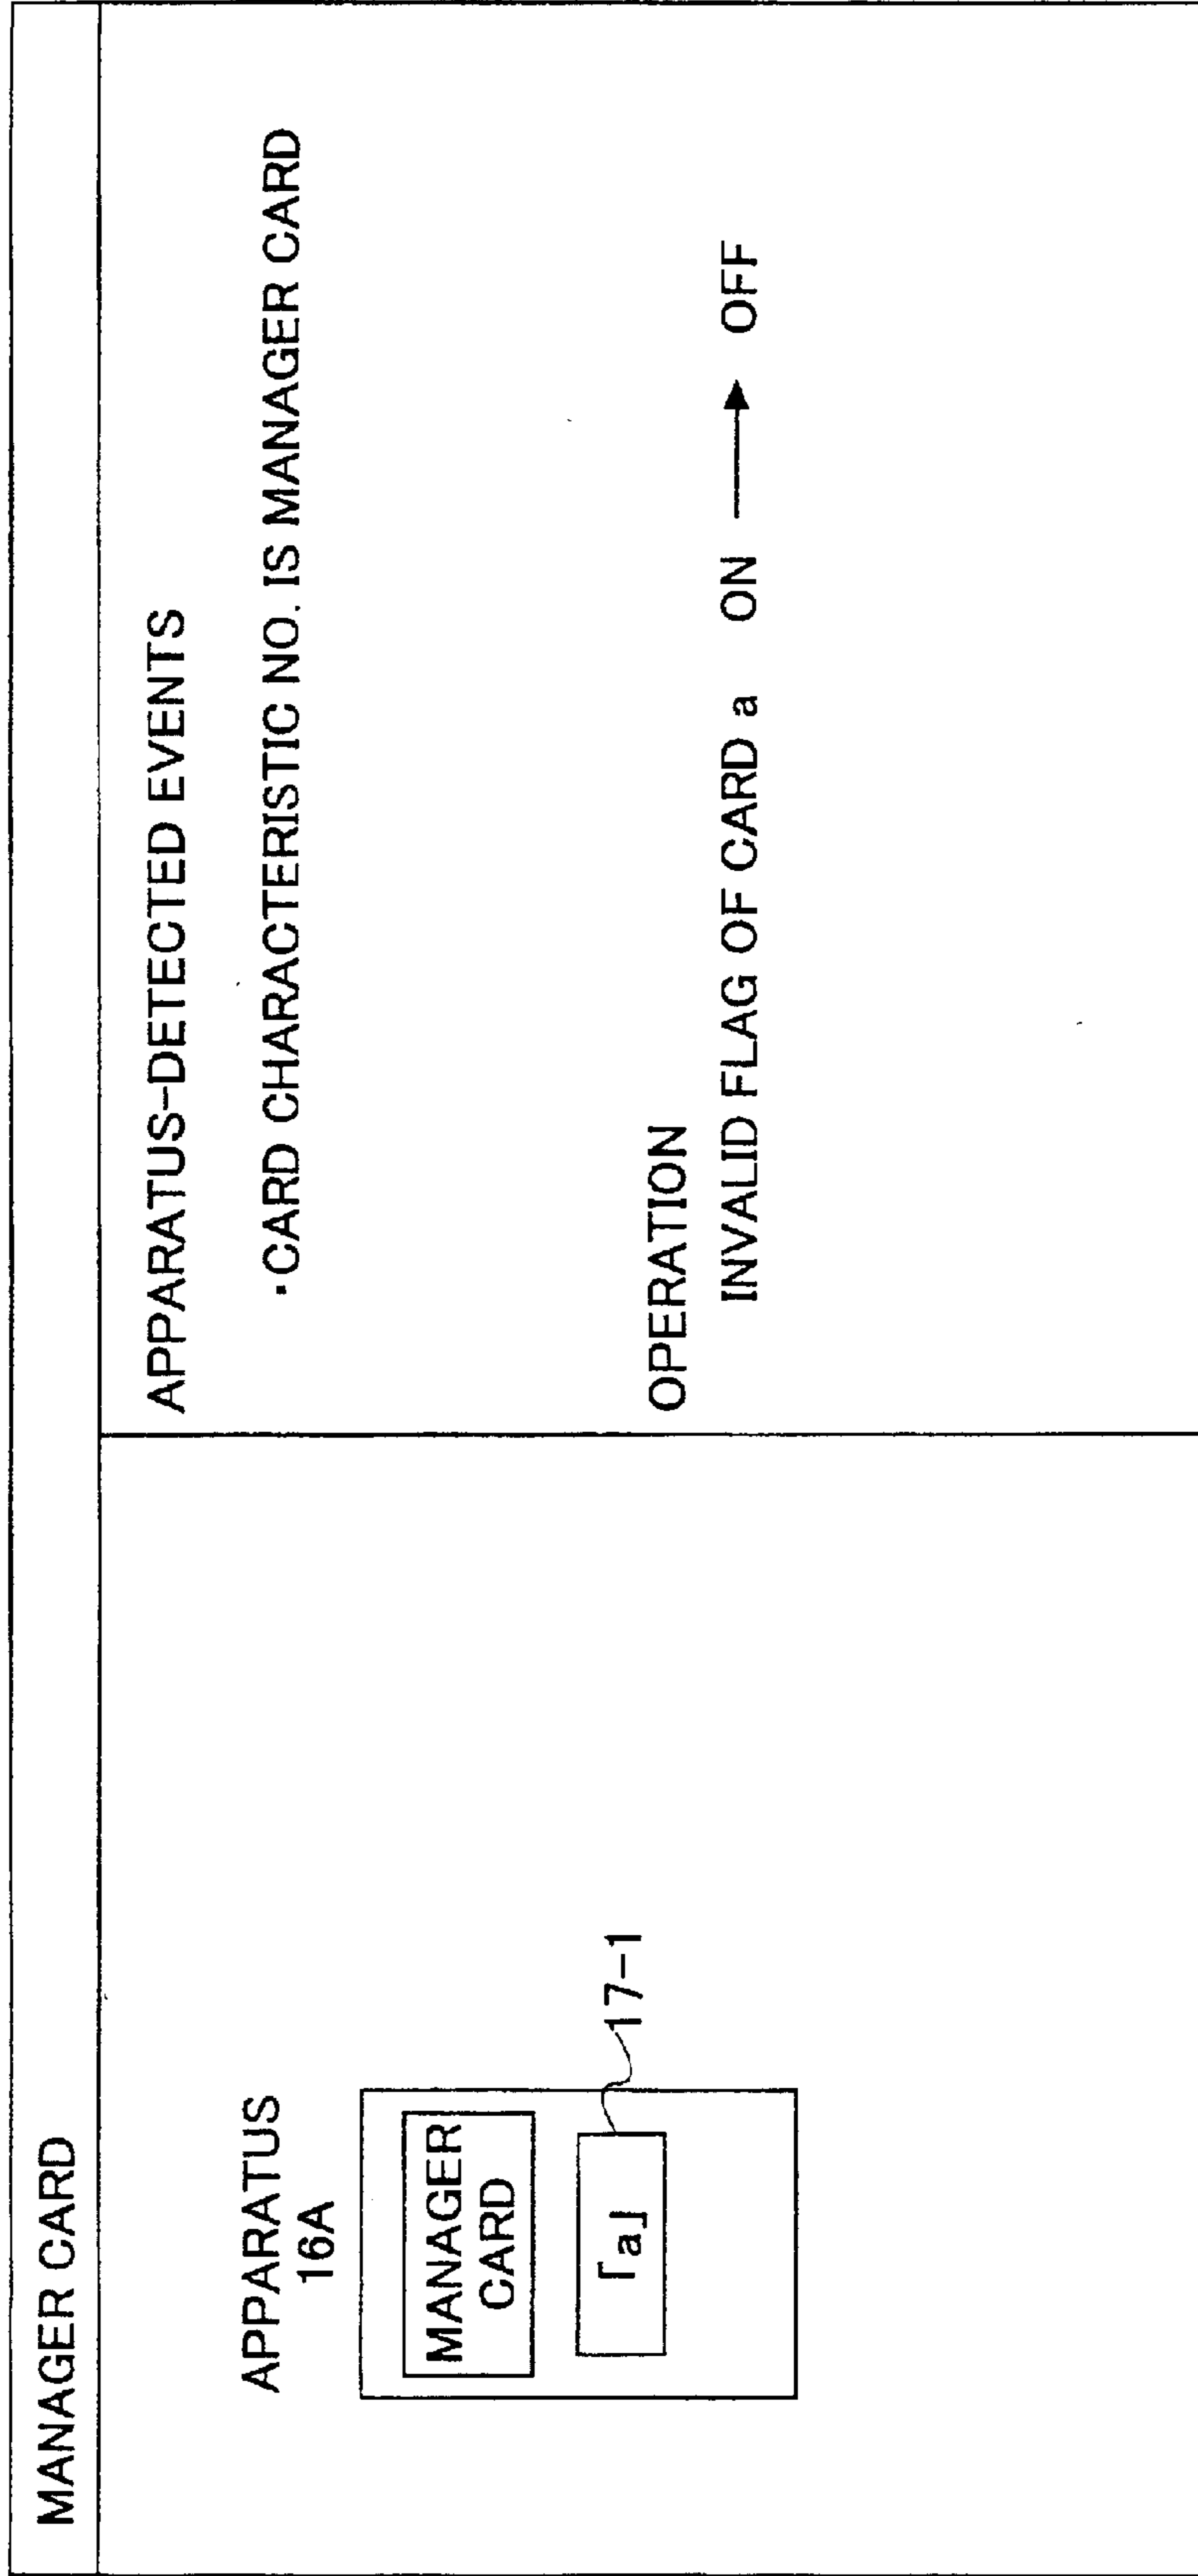 MANAGER CARD
APPARATUS
16A
MANAGER
CARD
「a」
17-1
APPARATUS-DETECTED EVENTS
・CARD CHARACTERISTIC NO. IS MANAGER CARD
OPERATION
INVALID FLAG OF CARD a ON → OFF